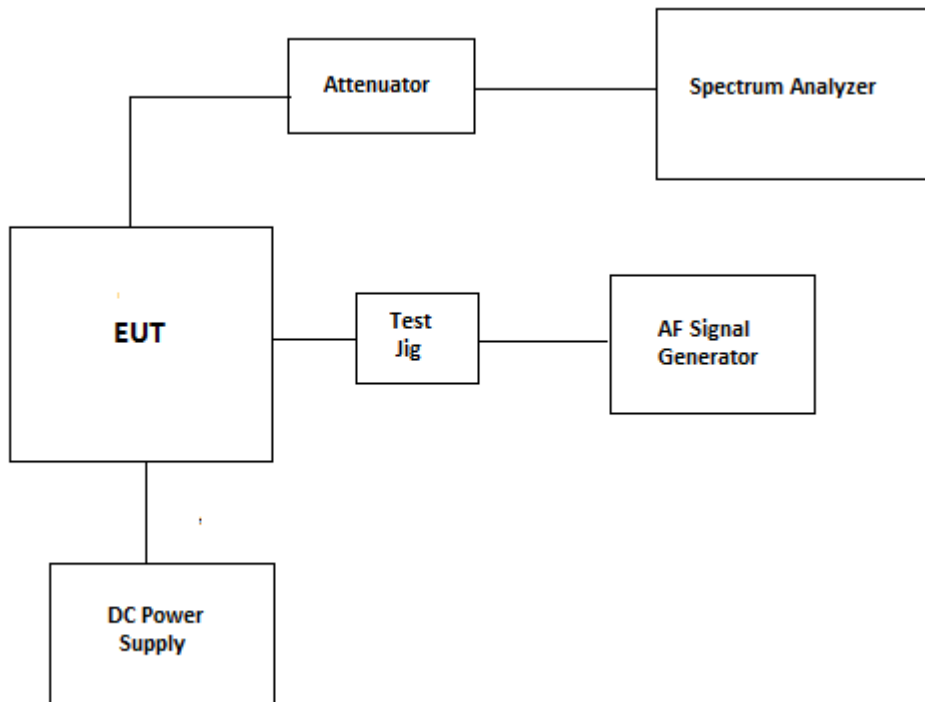 Attenuator
Spectrum Analyzer
EUT
Test
Jig
AF Signal
Generator
DC Power
Supply